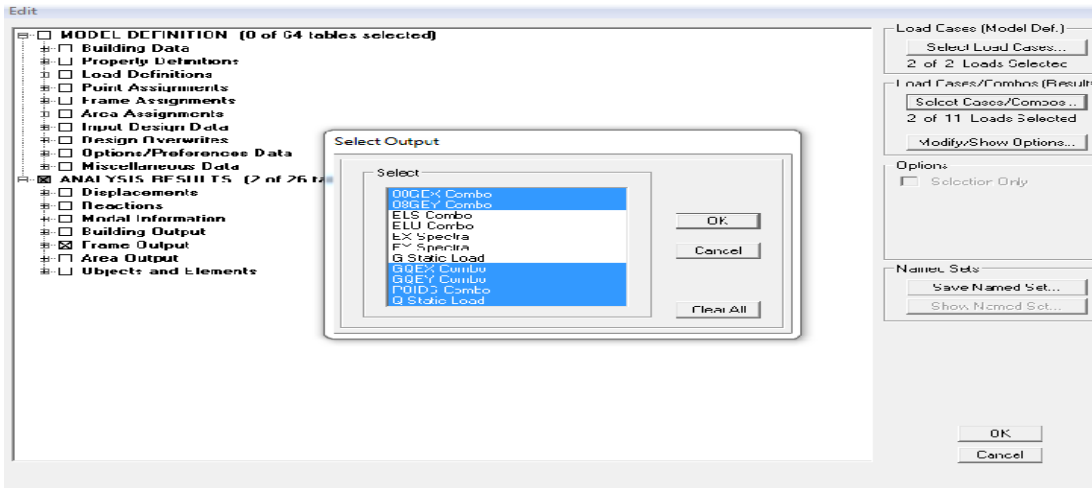 Edit
MODEL DEFINITION (0 of 64 tables selected)
Building Data
Property Definitions
Load Definitions
Point Assignments
Frame Assignments
Area Assignments
Input Design Data
Design Overwrites
Options/Preferences Data
Miscellaneous Data
ANALYSIS RESULTS (2 of 26 ta
Displacements
Reactions
Modal Information
Building Output
Frame Output
Area Output
Objects and Elements
Select Output
Select
08GEY Combo
ELS Combo
ELU Combo
EX Spectra
EY Spectra
G Static Load
GQEX Combo
GQEY Combo
POIDS Combo
Q Static Load
OK
Cancel
Clear All
Load Cases (Model Def.)
Select Load Cases...
2 of 2 Loads Selected
Load Cases/Combos (Result
Select Cases/Combos...
2 of 11 Loads Selected
Modify/Show Options...
Options
Selection Only
Named Sets
Save Named Set...
Show Named Set...
OK
Cancel